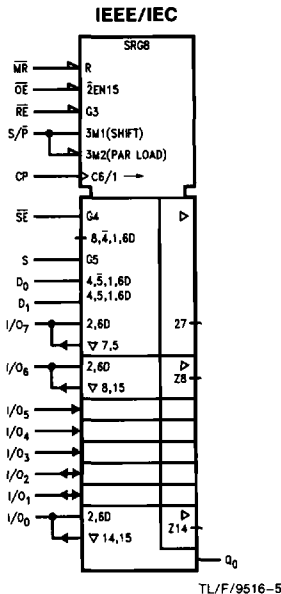 IEEE/IEC
SRG8
MR R
OE 2EN15
RE G3
S/P 3M1(SHIFT)
3M2(PAR LOAD)
CP C6/1 →
SE G4
8,4,1,6D
S G5
D0 4,5,1,6D
D1 4,5,1,6D
I/O7 2,6D 27
▽ 7,5
I/O6 2,6D Z8
▽ 8,15
I/O5
I/O4
I/O3
I/O2
I/O1
I/O0 2,6D Z14
▽ 14,15
Q0
TL/F/9516-5